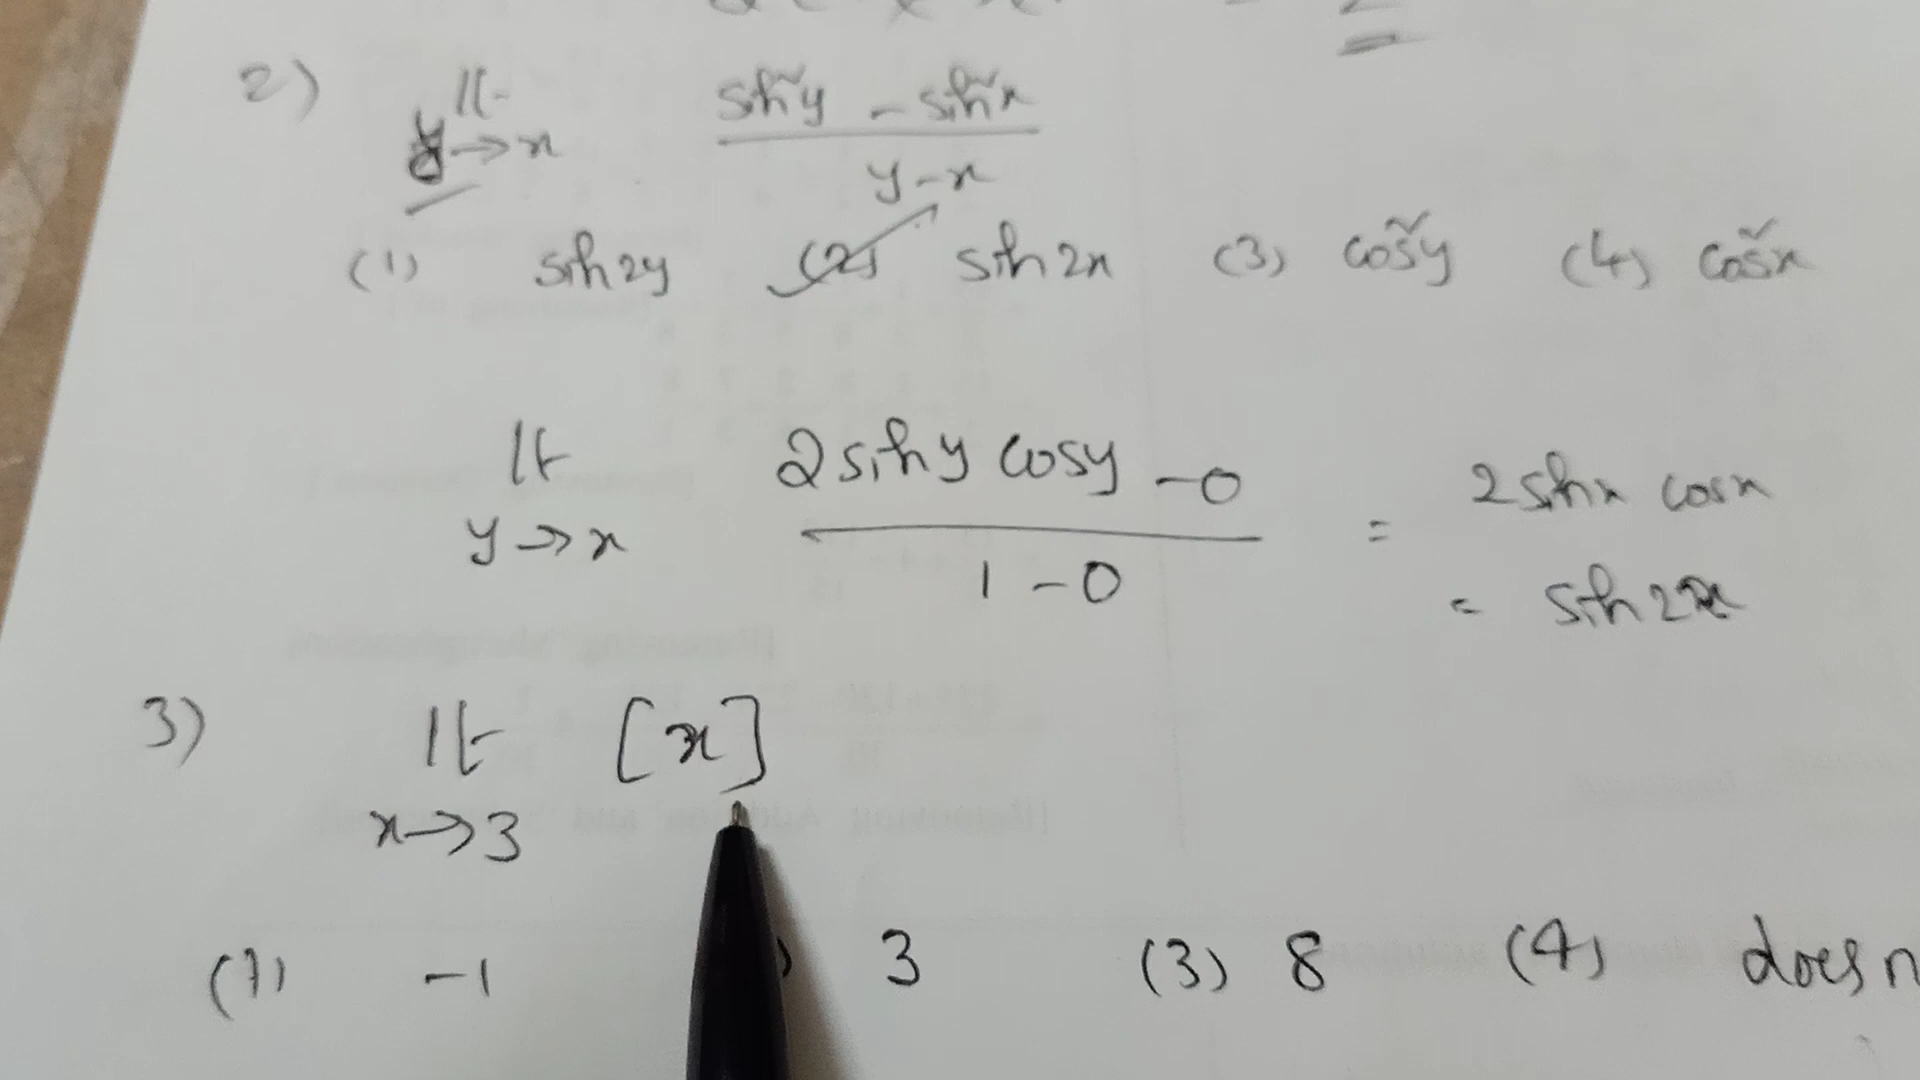 2) lt sin²y - sin²x
y→x y-x
(1) sin2y (2) sin2x (3) cos²y (4) cos²x
lt 2siny cosy - 0 = 2sinx cosx
y→x 1 - 0 = sin2x
3) lt [x]
x→3
(1) -1 ) 3 (3) 8 (4) doesn